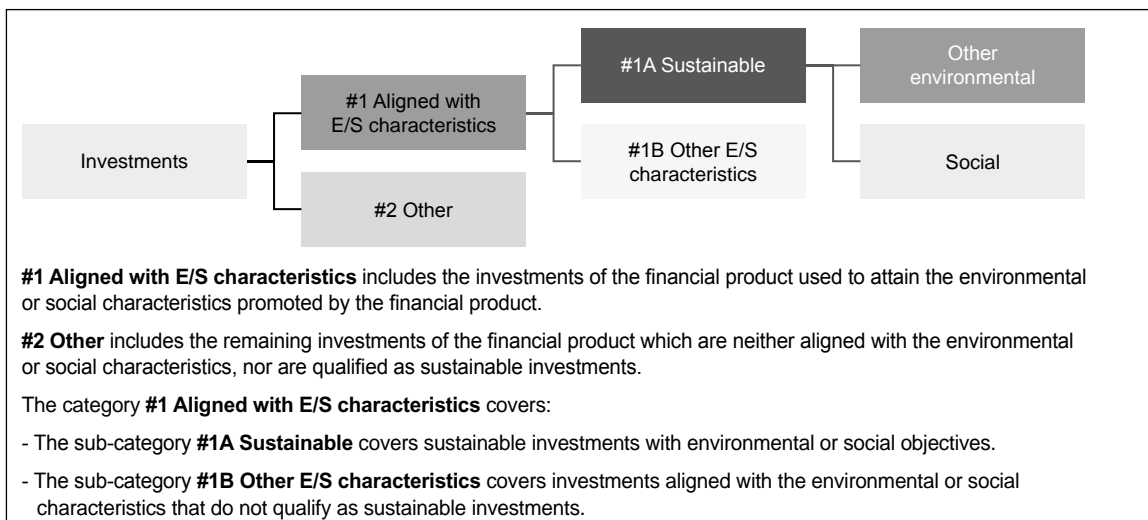 Investments
#1 Aligned with
E/S characteristics
#2 Other
#1A Sustainable
#1B Other E/S
characteristics
Other
environmental
Social
#1 Aligned with E/S characteristics includes the investments of the financial product used to attain the environmental
or social characteristics promoted by the financial product.
#2 Other includes the remaining investments of the financial product which are neither aligned with the environmental
or social characteristics, nor are qualified as sustainable investments.
The category #1 Aligned with E/S characteristics covers:
- The sub-category #1A Sustainable covers sustainable investments with environmental or social objectives.
- The sub-category #1B Other E/S characteristics covers investments aligned with the environmental or social
characteristics that do not qualify as sustainable investments.